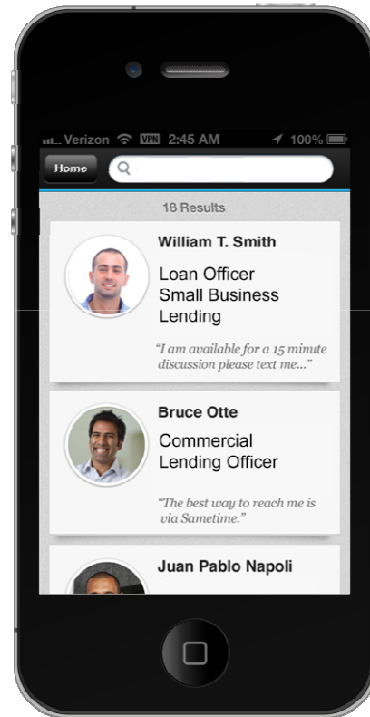 Verizon VPN 2:45 AM 100%
Home
18 Results
William T. Smith
Loan Officer
Small Business
Lending
“I am available for a 15 minute
discussion please text me...”
Bruce Otte
Commercial
Lending Officer
“The best way to reach me is
via Sametime.”
Juan Pablo Napoli